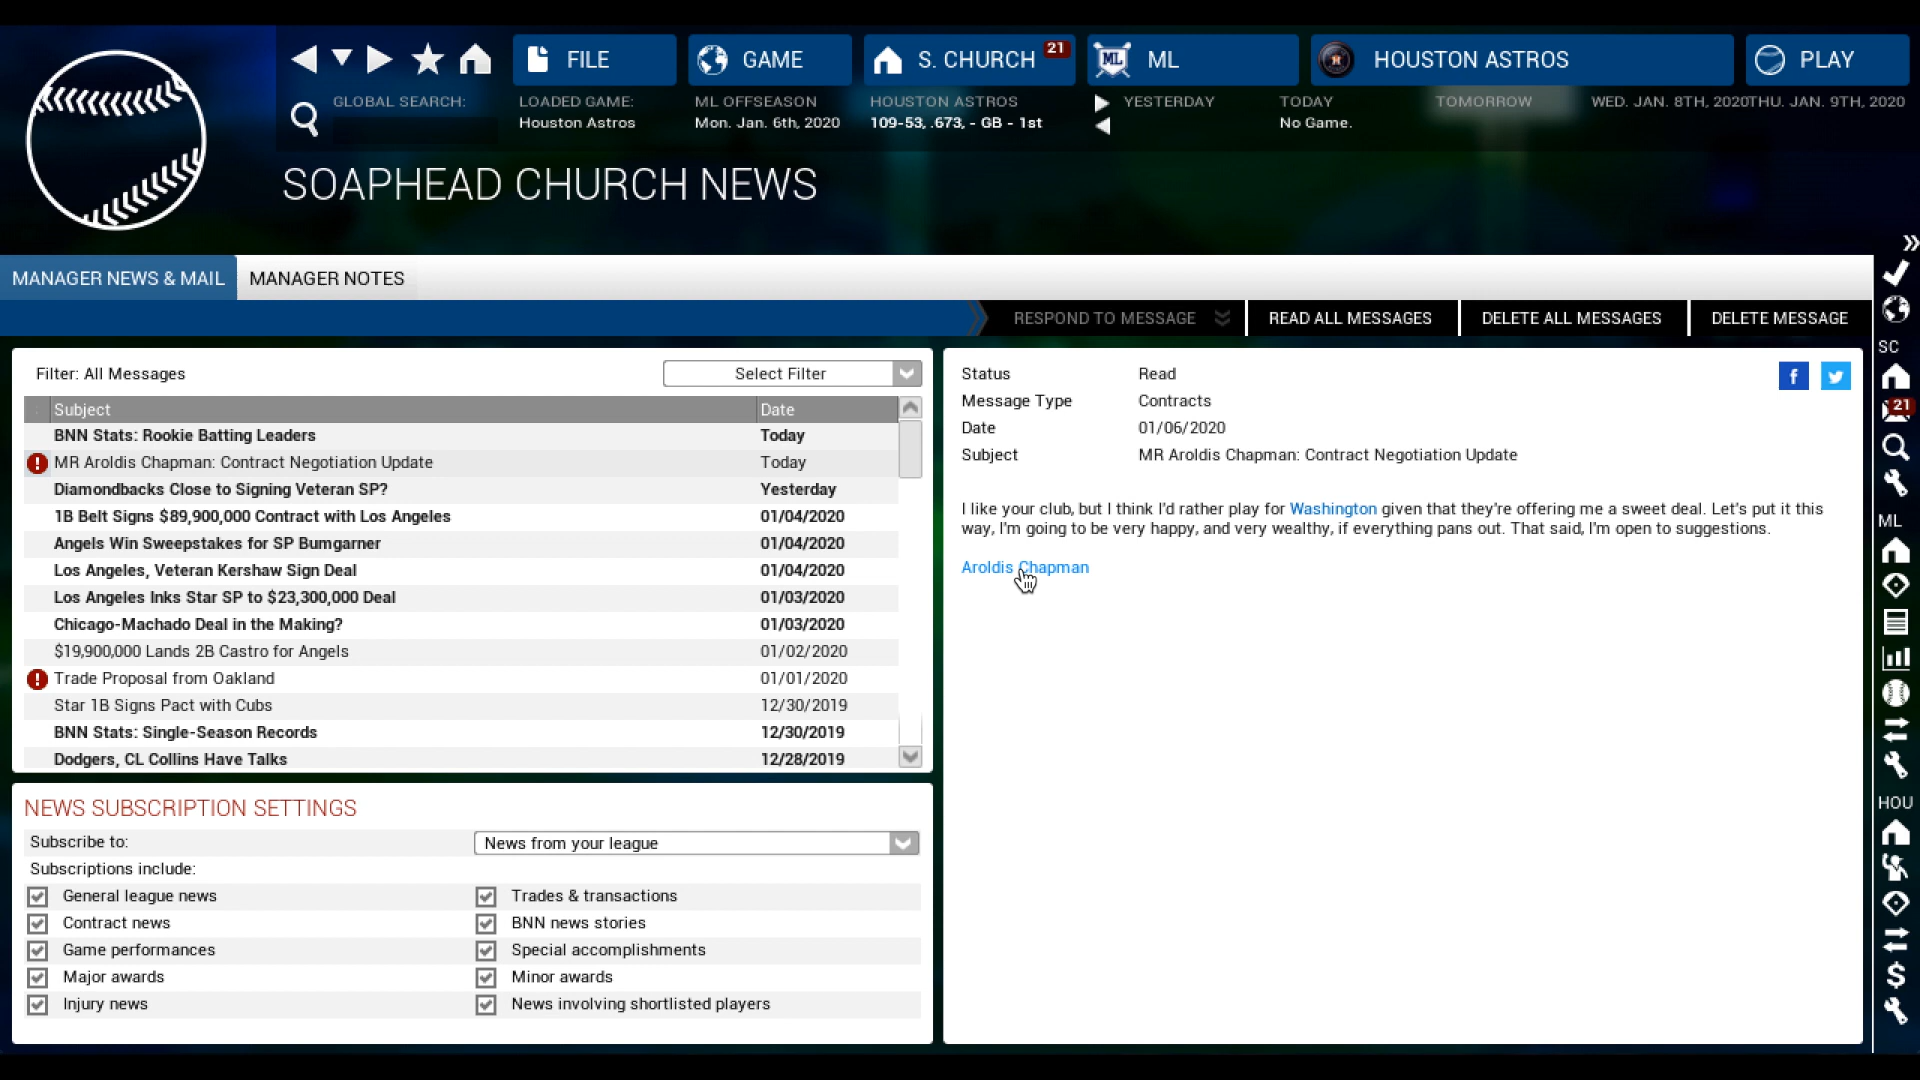 FILE
GAME
S. CHURCH 21
ML
HOUSTON ASTROS
PLAY
GLOBAL SEARCH:
LOADED GAME:
Houston Astros
ML OFFSEASON
Mon. Jan. 6th, 2020
HOUSTON ASTROS
109-53, .673, - GB - 1st
YESTERDAY
TODAY
No Game.
TOMORROW
WED. JAN. 8TH, 2020THU. JAN. 9TH, 2020
SOAPHEAD CHURCH NEWS
MANAGER NEWS & MAIL
MANAGER NOTES
RESPOND TO MESSAGE
READ ALL MESSAGES
DELETE ALL MESSAGES
DELETE MESSAGE
Filter: All Messages
Select Filter
Subject Date
BNN Stats: Rookie Batting Leaders Today
MR Aroldis Chapman: Contract Negotiation Update Today
Diamondbacks Close to Signing Veteran SP? Yesterday
1B Belt Signs $89,900,000 Contract with Los Angeles 01/04/2020
Angels Win Sweepstakes for SP Bumgarner 01/04/2020
Los Angeles, Veteran Kershaw Sign Deal 01/04/2020
Los Angeles Inks Star SP to $23,300,000 Deal 01/03/2020
Chicago-Machado Deal in the Making? 01/03/2020
$19,900,000 Lands 2B Castro for Angels 01/02/2020
Trade Proposal from Oakland 01/01/2020
Star 1B Signs Pact with Cubs 12/30/2019
BNN Stats: Single-Season Records 12/30/2019
Dodgers, CL Collins Have Talks 12/28/2019
NEWS SUBSCRIPTION SETTINGS
Subscribe to: News from your league
Subscriptions include:
General league news Trades & transactions
Contract news BNN news stories
Game performances Special accomplishments
Major awards Minor awards
Injury news News involving shortlisted players
Status Read
Message Type Contracts
Date 01/06/2020
Subject MR Aroldis Chapman: Contract Negotiation Update
I like your club, but I think I'd rather play for Washington given that they're offering me a sweet deal. Let's put it this
way, I'm going to be very happy, and very wealthy, if everything pans out. That said, I'm open to suggestions.
Aroldis Chapman
SC
21
ML
HOU